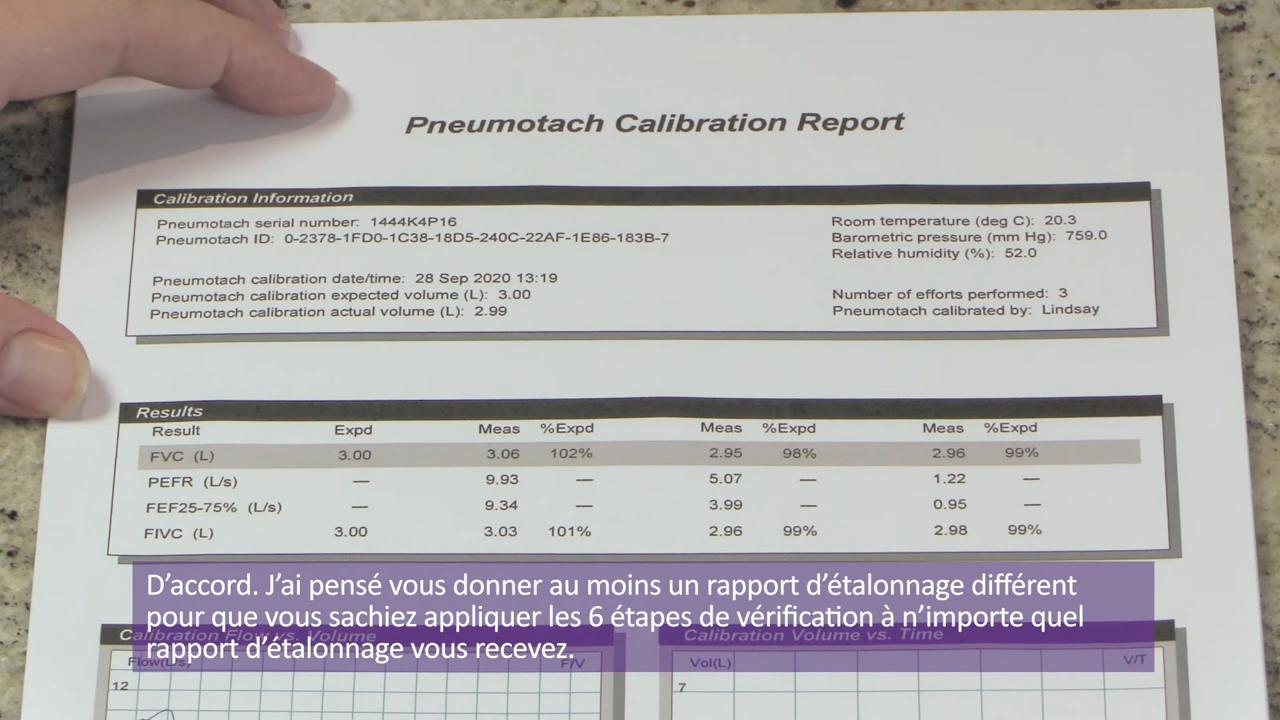 Pneumotach Calibration Report
Calibration Information
Pneumotach serial number: 1444K4P16
Pneumotach ID: 0-2378-1FD0-1C38-18D5-240C-22AF-1E86-183B-7
Room temperature (deg C): 20.3
Barometric pressure (mm Hg): 759.0
Relative humidity (%): 52.0
Pneumotach calibration date/time: 28 Sep 2020 13:19
Pneumotach calibration expected volume (L): 3.00
Pneumotach calibration actual volume (L): 2.99
Number of efforts performed: 3
Pneumotach calibrated by: Lindsay
Results
Result Expd Meas %Expd Meas %Expd Meas %Expd
FVC (L) 3.00 3.06 102% 2.95 98% 2.96 99%
PEFR (L/s) — 9.93 — 5.07 — 1.22 —
FEF25-75% (L/s) — 9.34 — 3.99 — 0.95 —
FIVC (L) 3.00 3.03 101% 2.96 99% 2.98 99%
D’accord. J’ai pensé vous donner au moins un rapport d’étalonnage différent
pour que vous sachiez appliquer les 6 étapes de vérification à n’importe quel
rapport d’étalonnage vous recevez.
Calibration Flow vs. Volume
Flow(L/s) F/V
12
Calibration Volume vs. Time
Vol(L) V/T
7